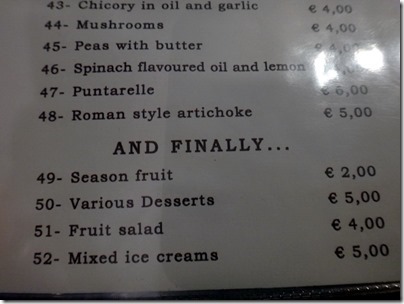 43- Chicory in oil and garlic € 4,00
44- Mushrooms € 4,00
45- Peas with butter € 4,00
46- Spinach flavoured oil and lemon
47- Puntarelle € 6,00
48- Roman style artichoke € 5,00
AND FINALLY...
49- Season fruit € 2,00
50- Various Desserts € 5,00
51- Fruit salad € 4,00
52- Mixed ice creams € 5,00